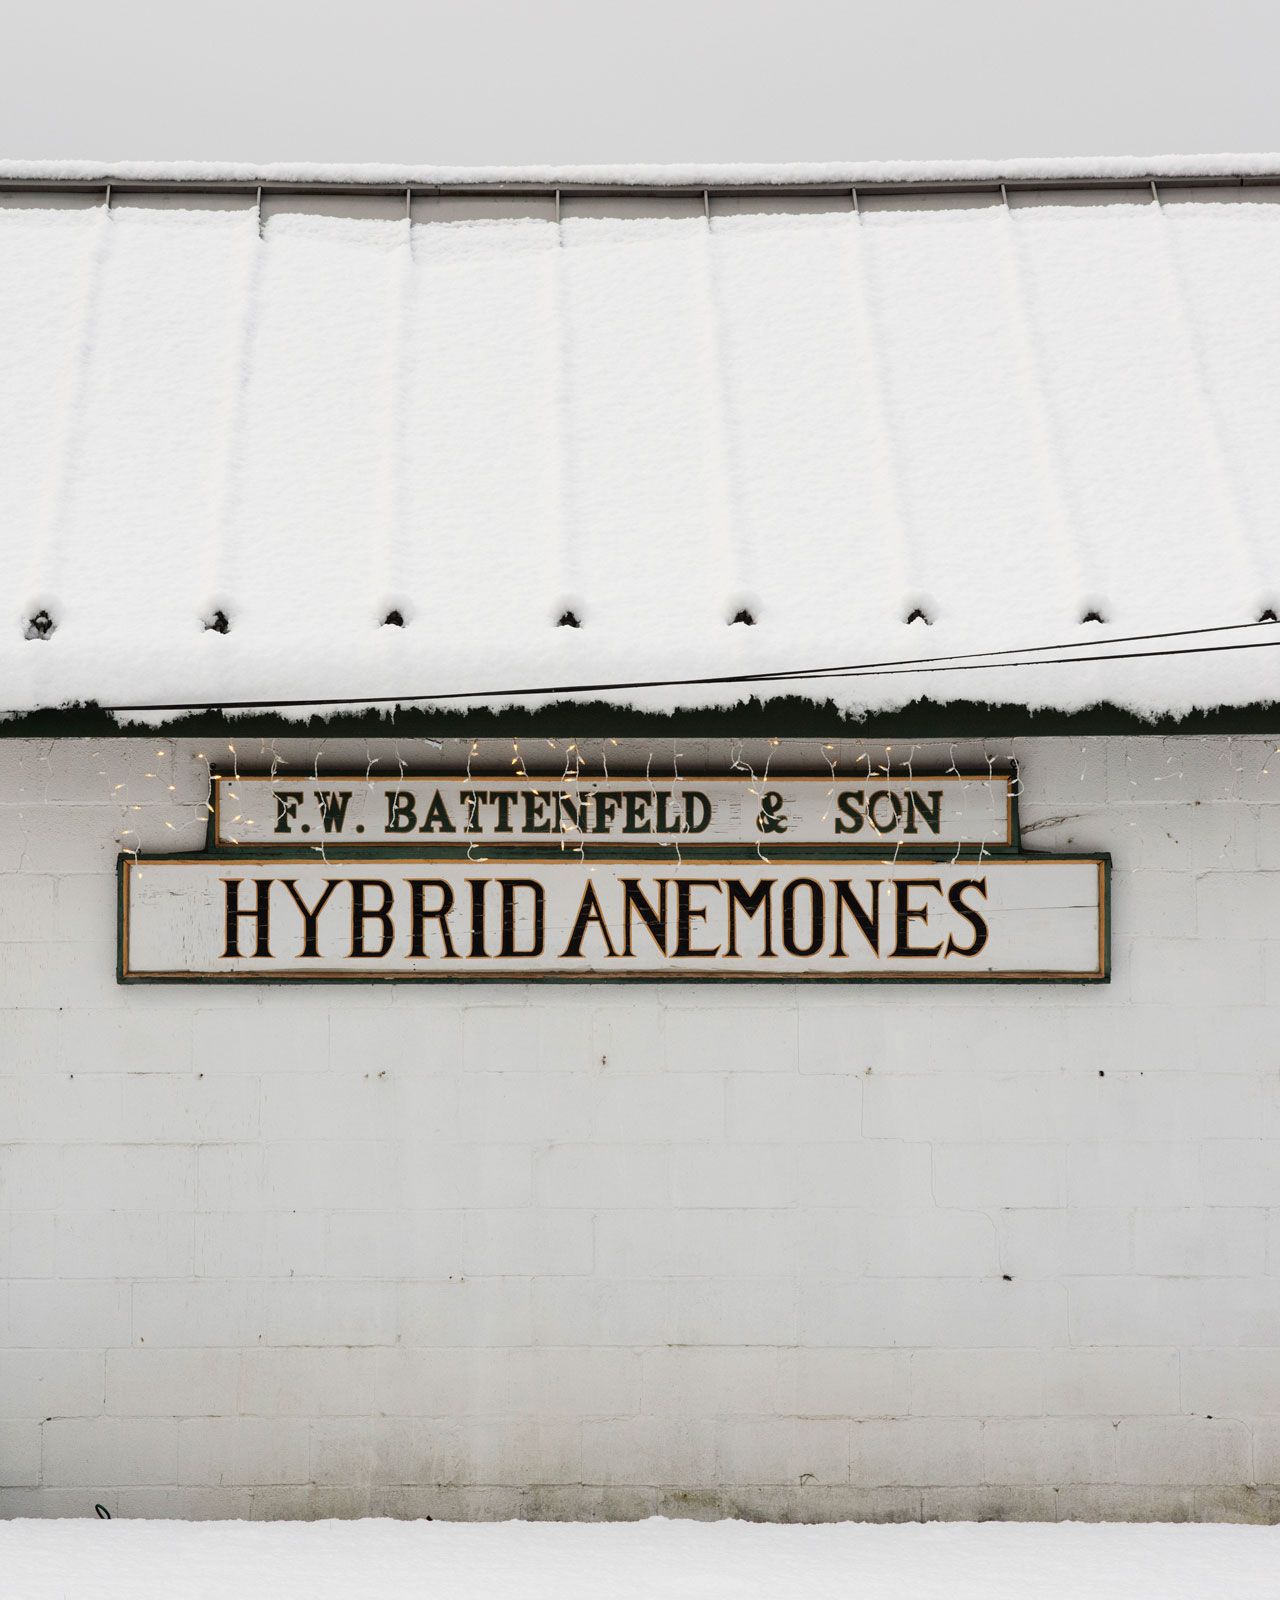 F.W. BATTENFELD & SON
HYBRID ANEMONES